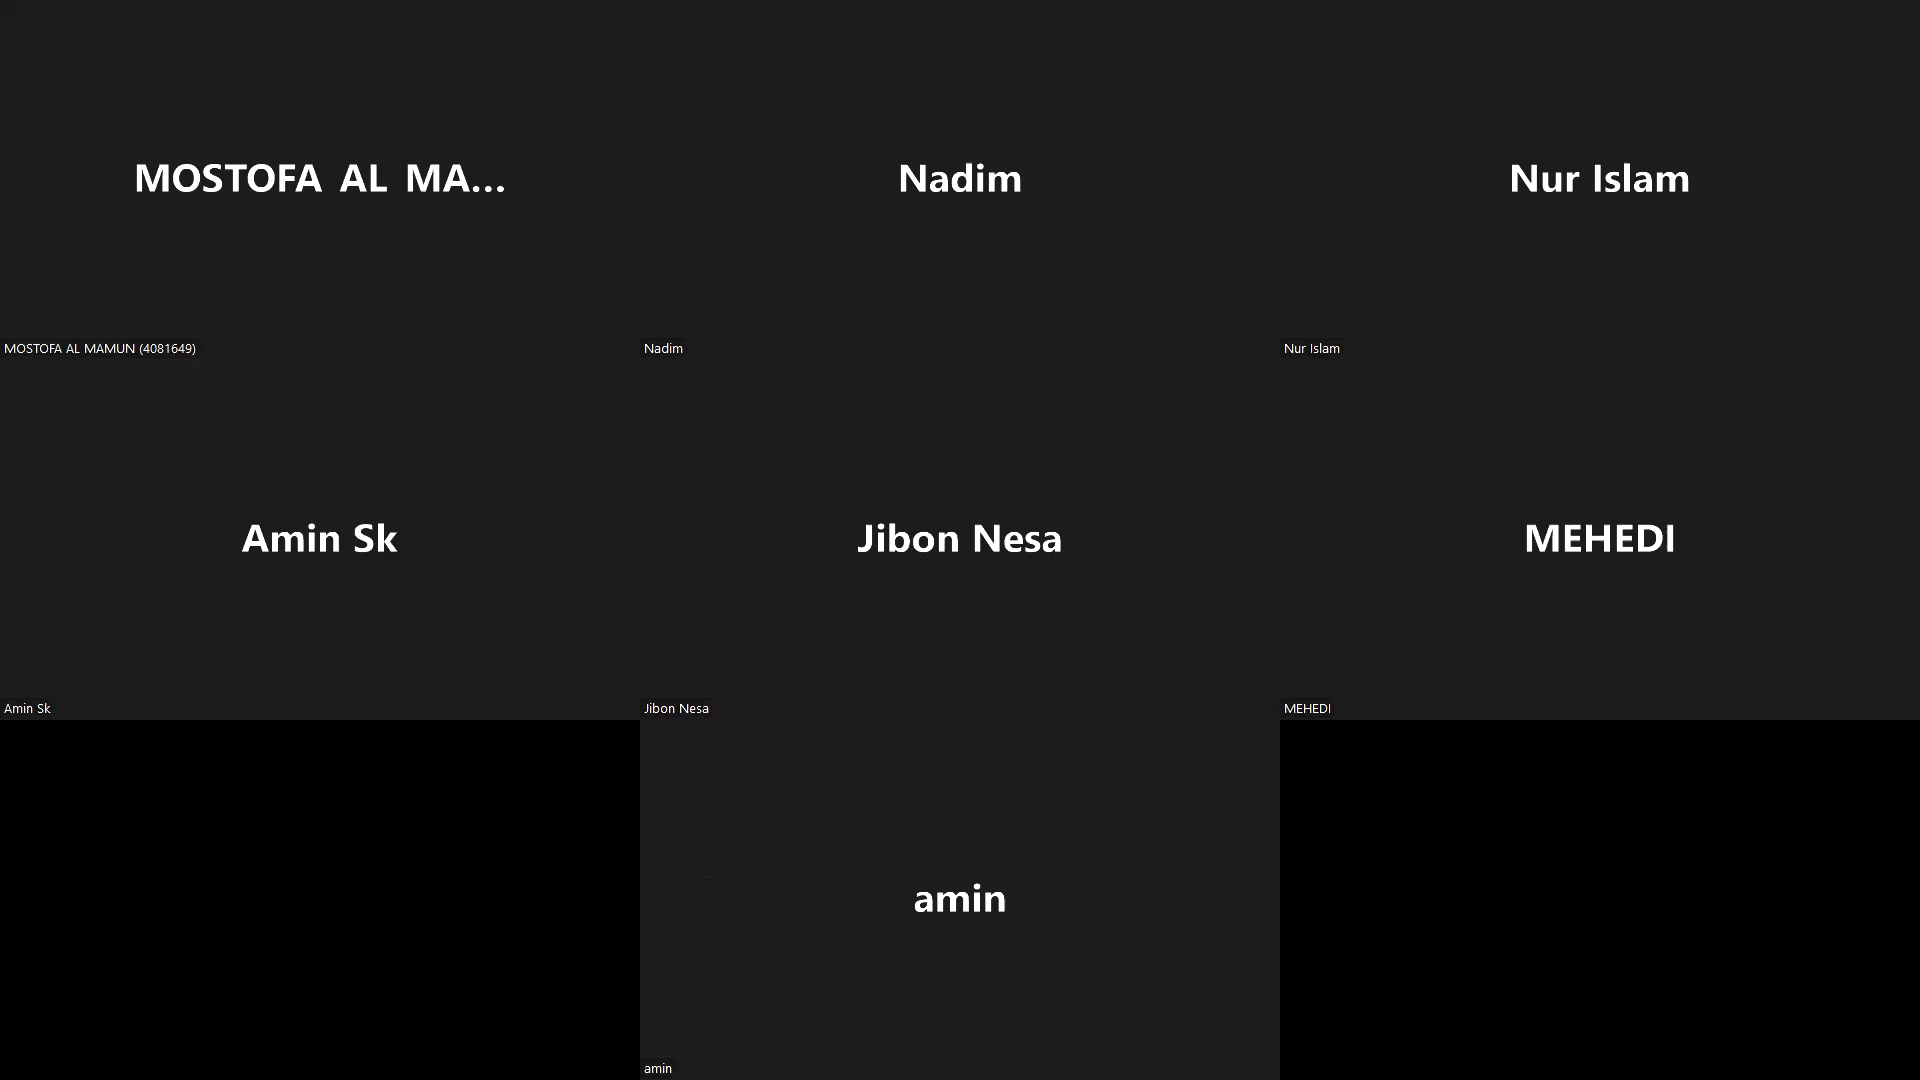 MOSTOFA AL MA...
Nadim
Nur Islam
MOSTOFA AL MAMUN (4081649)
Nadim
Nur Islam
Amin Sk
Jibon Nesa
MEHEDI
Amin Sk
Jibon Nesa
MEHEDI
amin
amin